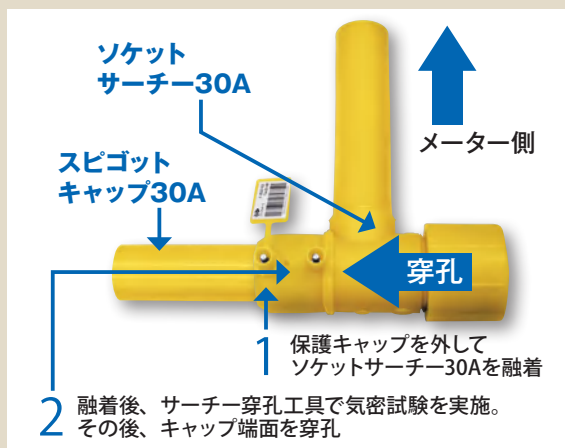 ソケット
サーチー30A
メーター側
スピゴット
キャップ30A
穿孔
1 保護キャップを外して
ソケットサーチー30Aを融着
2 融着後、サーチー穿孔工具で気密試験を実施。
その後、キャップ端面を穿孔